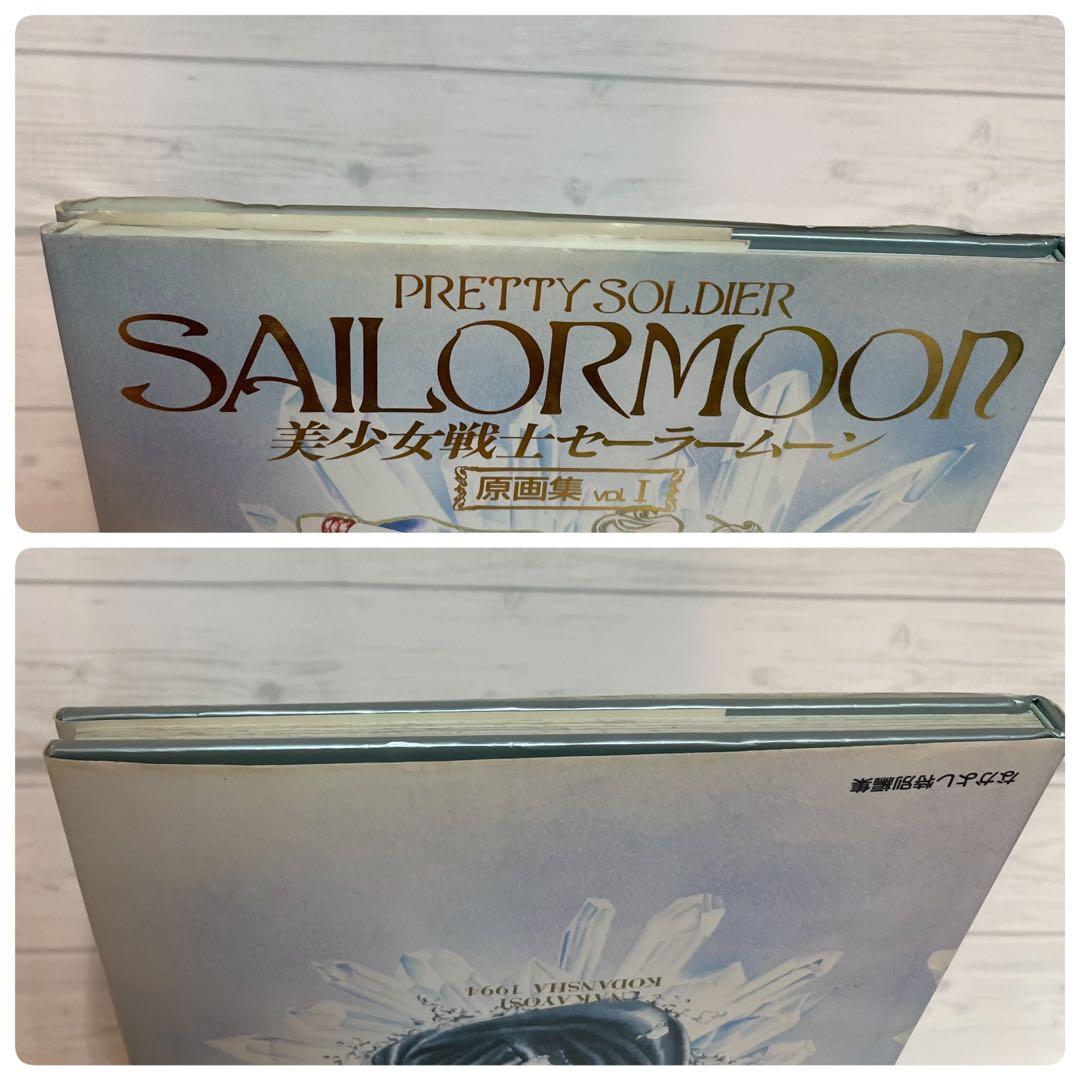 PRETTY SOLDIER
SAILORMOON
美少女戦士セーラームーン
原画集 vol. I
なかよし特別編集
NAKAYOSI
KODANSHA 1994